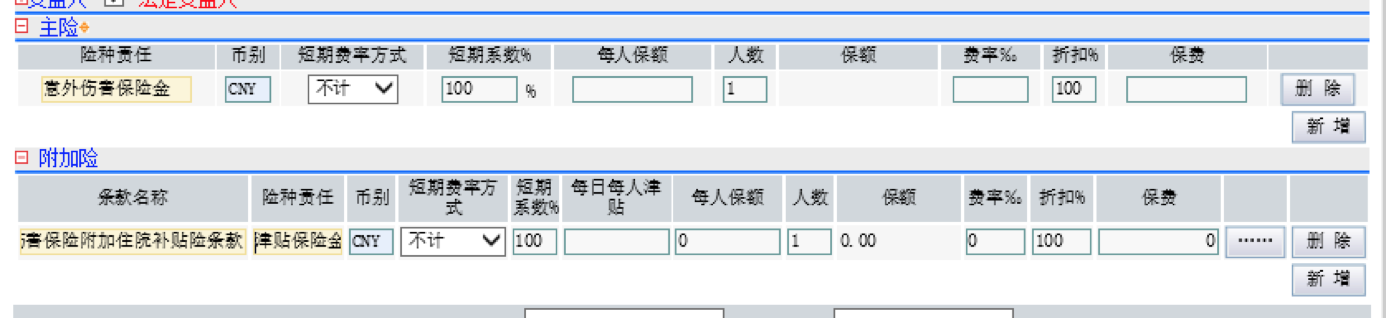 主险
险种责任 币别 短期费率方式 短期系数% 每人保额 人数 保额 费率‰ 折扣% 保费
意外伤害保险金 CNY 不计 100 % 1 100 删 除
新 增
附加险
条款名称 险种责任 币别 短期费率方式 短期系数% 每日每人津贴 每人保额 人数 保额 费率‰ 折扣% 保费
害保险附加住院补贴险条款 津贴保险金 CNY 不计 100 0 1 0.00 0 100 0 ...... 删 除
新 增